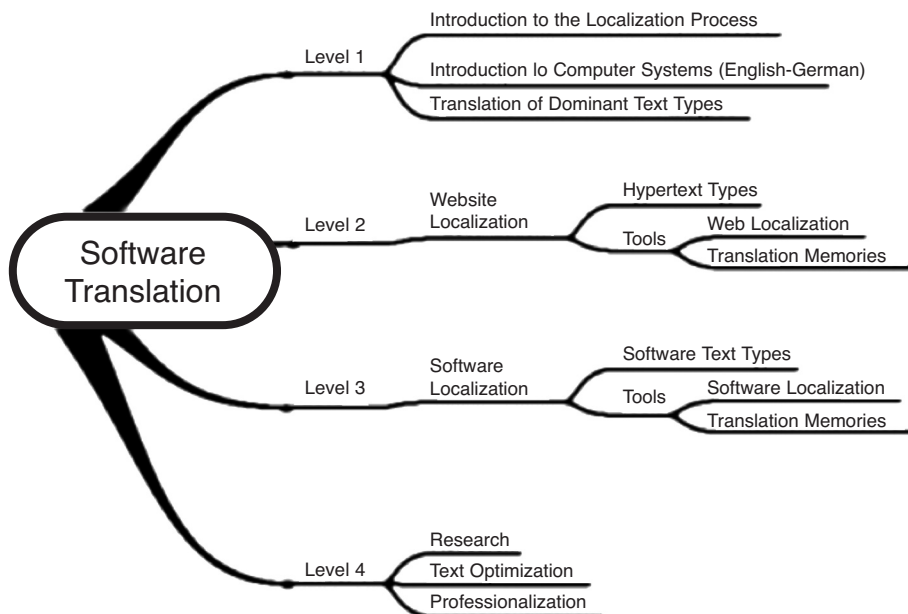 Software
Translation
Level 1
Introduction to the Localization Process
Introduction lo Computer Systems (English-German)
Translation of Dominant Text Types
Level 2
Website
Localization
Hypertext Types
Tools
Web Localization
Translation Memories
Level 3
Software
Localization
Software Text Types
Tools
Software Localization
Translation Memories
Level 4
Research
Text Optimization
Professionalization